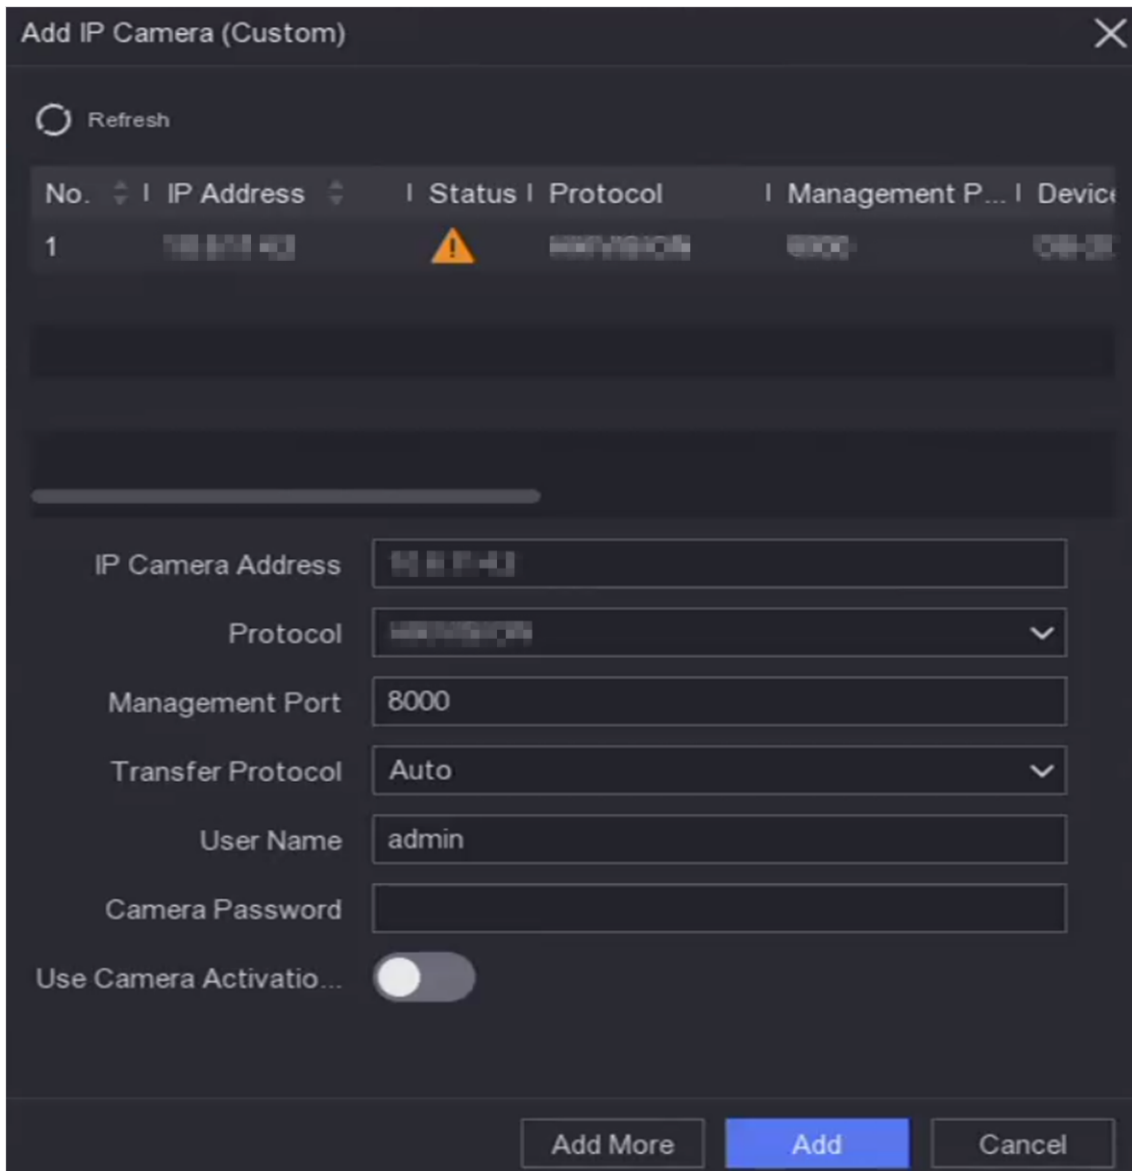 Add IP Camera (Custom)
Refresh
No. IP Address Status Protocol Management P... Device
1
IP Camera Address
Protocol
Management Port 8000
Transfer Protocol Auto
User Name admin
Camera Password
Use Camera Activatio...
Add More Add Cancel